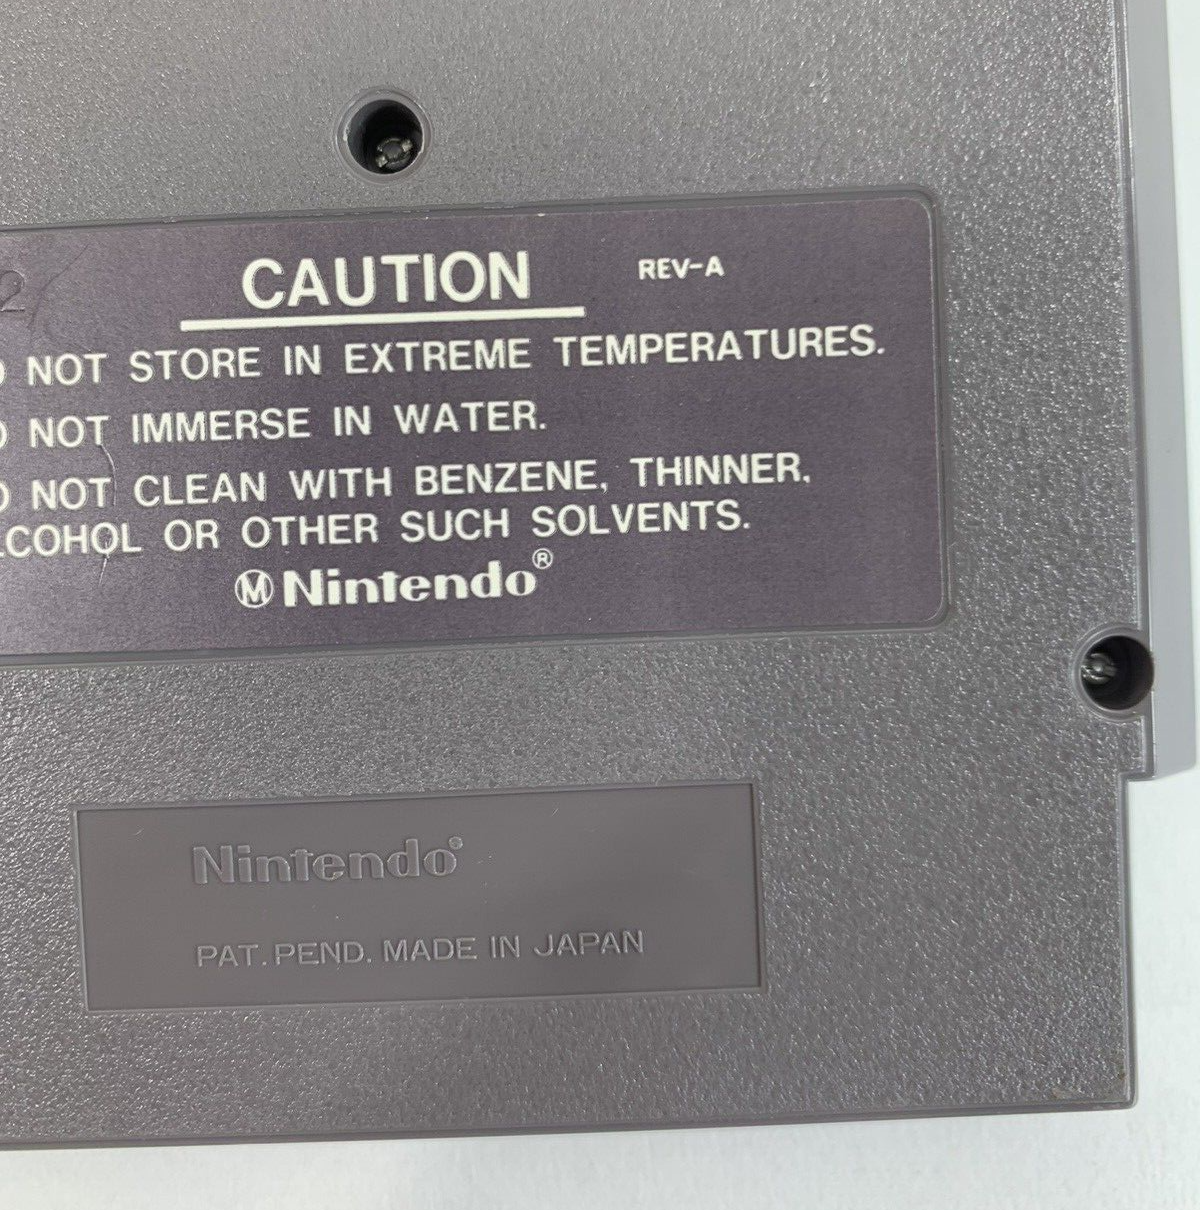 2
CAUTION REV-A
NOT STORE IN EXTREME TEMPERATURES.
NOT IMMERSE IN WATER.
NOT CLEAN WITH BENZENE, THINNER,
LCOHOL OR OTHER SUCH SOLVENTS.
M Nintendo®
Nintendo®
PAT. PEND. MADE IN JAPAN